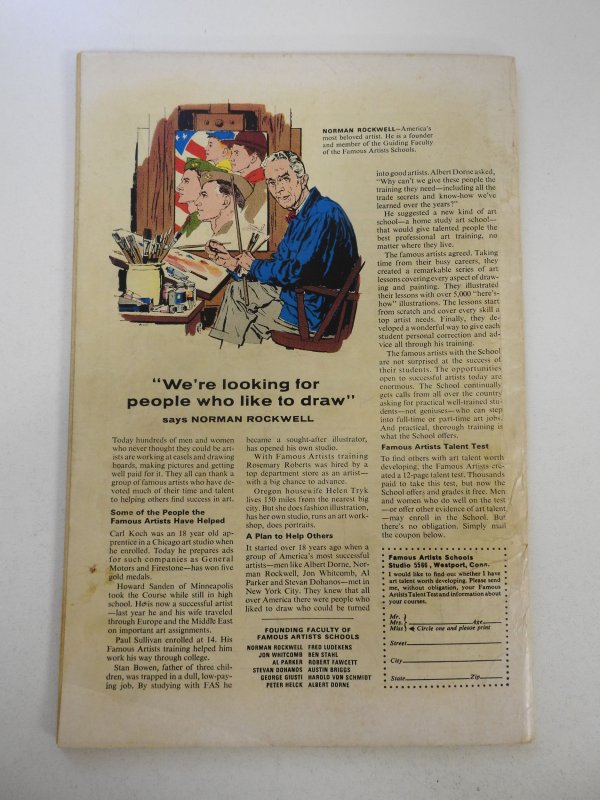 NORMAN ROCKWELL—America's
most beloved artist. He is a founder
and member of the Guiding Faculty
of the Famous Artists Schools.
"We're looking for
people who like to draw"
says NORMAN ROCKWELL
Today hundreds of men and women
who never thought they could be art-
ists are working at easels and drawing
boards, making pictures and getting
well paid for it. They all can thank a
group of famous artists who have de-
voted much of their time and talent
to helping others find success in art.
Some of the People the
Famous Artists Have Helped
Carl Koch was an 18 year old ap-
prentice in a Chicago art studio when
he enrolled. Today he prepares ads
for such companies as General
Motors and Firestone—has won five
gold medals.
Howard Sanden of Minneapolis
took the Course while still in high
school. He is now a successful artist
—last year he and his wife traveled
through Europe and the Middle East
on important art assignments.
Paul Sullivan enrolled at 14. His
Famous Artists training helped him
work his way through college.
Stan Bowen, father of three chil-
dren, was trapped in a dull, low-pay-
ing job. By studying with FAS he
became a sought-after illustrator,
has opened his own studio.
With Famous Artists training
Rosemary Roberts was hired by a
top department store as an artist—
with a big chance to advance.
Oregon housewife Helen Tryk
lives 150 miles from the nearest big
city. But she does fashion illustration,
has her own studio, runs an art work-
shop, does portraits.
A Plan to Help Others
It started over 18 years ago when a
group of America's most successful
artists—men like Albert Dorne, Nor-
man Rockwell, Jon Whitcomb, Al
Parker and Stevan Dohanos—met in
New York City. They knew that all
over America there were people who
liked to draw who could be turned
FOUNDING FACULTY OF
FAMOUS ARTISTS SCHOOLS
NORMAN ROCKWELL FRED LUDEKENS
JON WHITCOMB BEN STAHL
AL PARKER ROBERT FAWCETT
STEVAN DOHANOS AUSTIN BRIGGS
GEORGE GIUSTI HAROLD VON SCHMIDT
PETER HELCK ALBERT DORNE
into good artists. Albert Dorne asked,
"Why can't we give these people the
training they need—including all the
trade secrets and know-how we've
learned over the years?"
He suggested a new kind of art
school—a home study art school—
that would give talented people the
best professional art training, no
matter where they live.
The famous artists agreed. Taking
time from their busy careers, they
created a remarkable series of art
lessons covering every aspect of draw-
ing and painting. They illustrated
their lessons with over 5,000 "here's-
how" illustrations. The lessons start
from scratch and cover every skill a
top artist needs. Finally, they de-
veloped a wonderful way to give each
student personal correction and ad-
vice all through his training.
The famous artists with the School
are not surprised at the success of
their students. The opportunities
open to successful artists today are
enormous. The School continually
gets calls from all over the country
asking for practical well-trained stu-
dents—not geniuses—who can step
into full-time or part-time art jobs.
And practical, thorough training is
what the School offers.
Famous Artists Talent Test
To find others with art talent worth
developing, the Famous Artists cre-
ated a 12-page talent test. Thousands
paid to take this test, but now the
School offers and grades it free. Men
and women who do well on the test
—or offer other evidence of art talent
—may enroll in the School. But
there's no obligation. Simply mail
the coupon below.
Famous Artists Schools
Studio 5566, Westport, Conn.
I would like to find out whether I have
art talent worth developing. Please send
me, without obligation, your Famous
Artists Talent Test and information about
your courses.
Mr.
Mrs. Age
Miss Circle one and please print
Street
City
State Zip